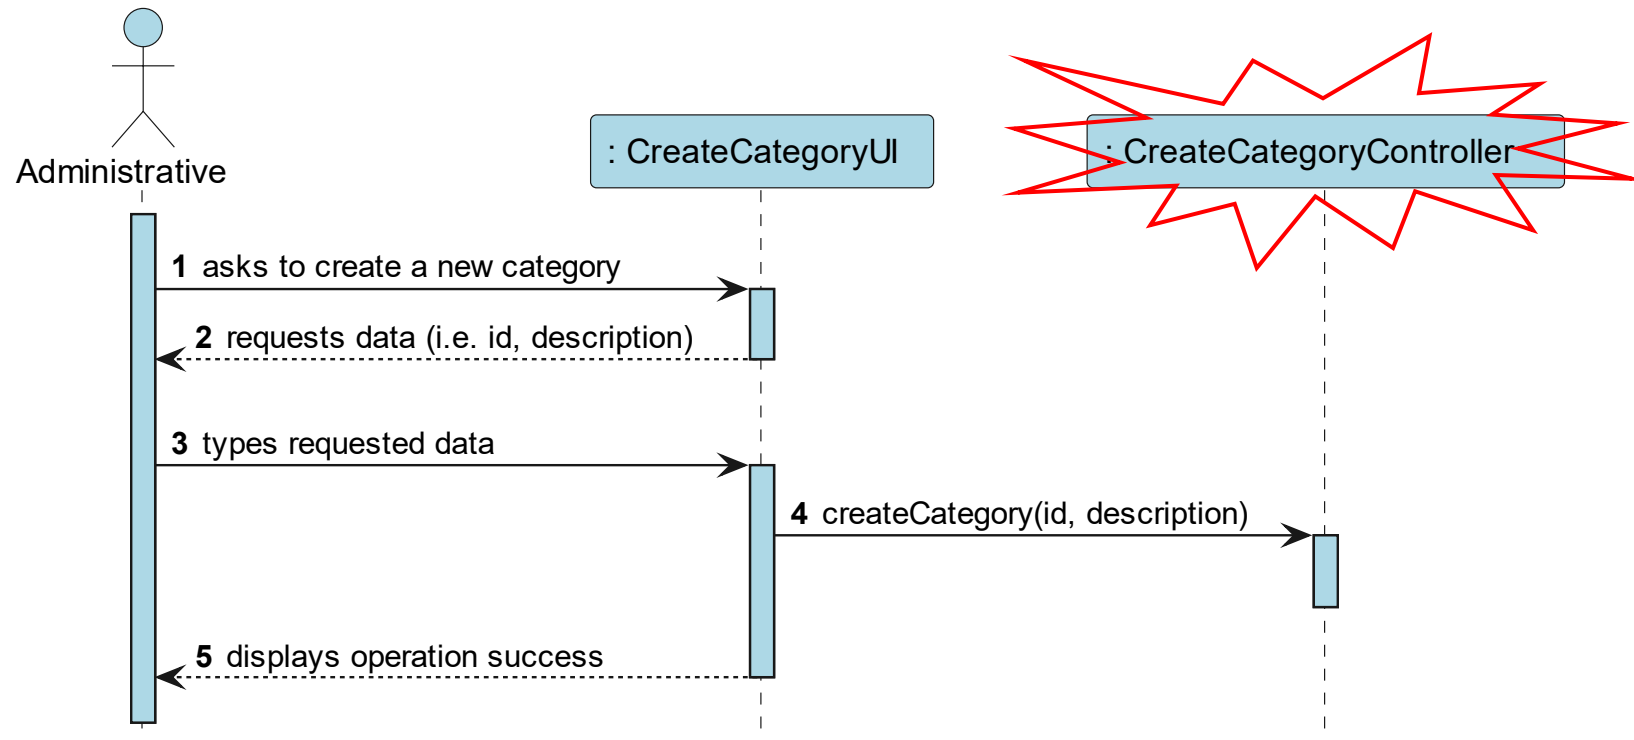 Administrative
: CreateCategoryUI
: CreateCategoryController
1 asks to create a new category
2 requests data (i.e. id, description)
3 types requested data
4 createCategory(id, description)
5 displays operation success